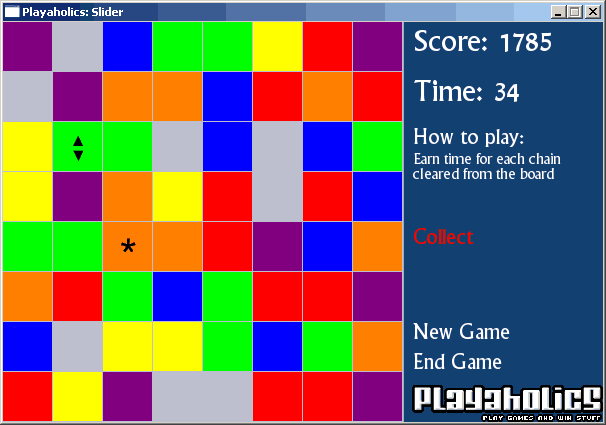 Playaholics: Slider
Score: 1785
Time: 34
How to play:
Earn time for each chain
cleared from the board
*
Collect
New Game
End Game
Playaholics
PLAY GAMES AND WIN STUFF